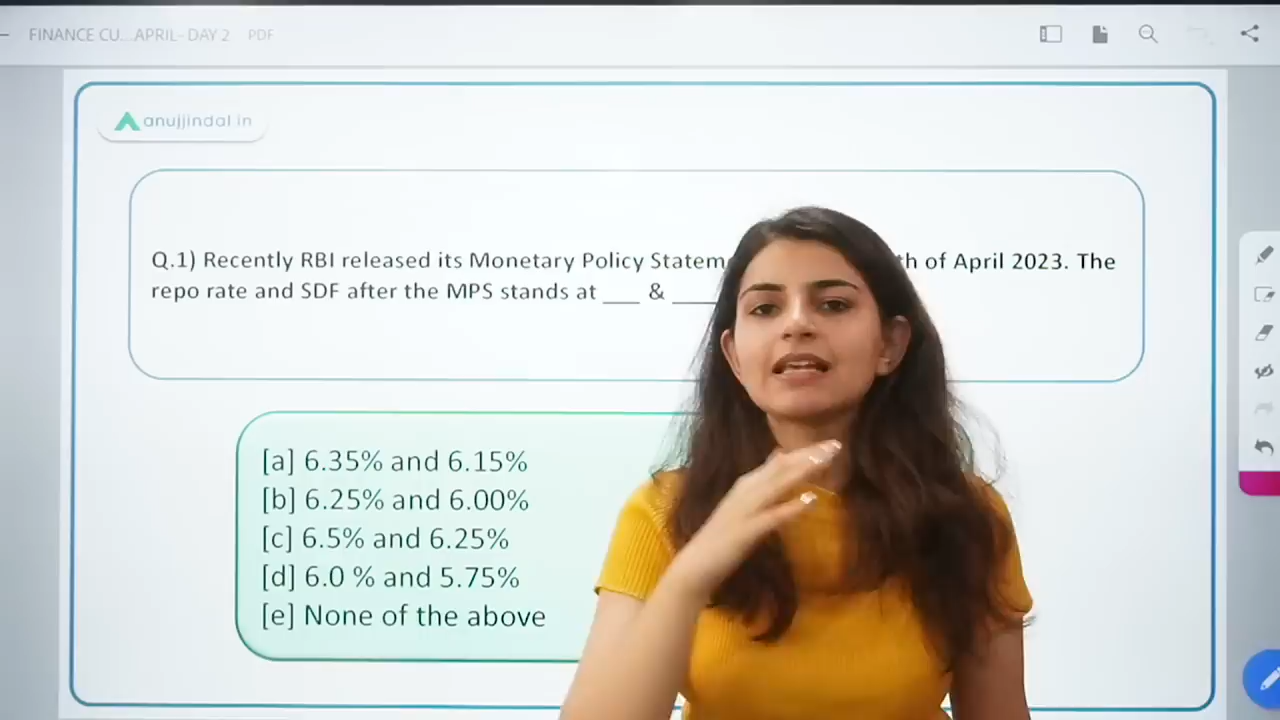 FINANCE CU...APRIL- DAY 2 PDF
anujjindal.in
Q.1) Recently RBI released its Monetary Policy h of April 2023. The
repo rate and SDF after the MPS stands at ___ & ___
[a] 6.35% and 6.15%
[b] 6.25% and 6.00%
[c] 6.5% and 6.25%
[d] 6.0 % and 5.75%
[e] None of the above